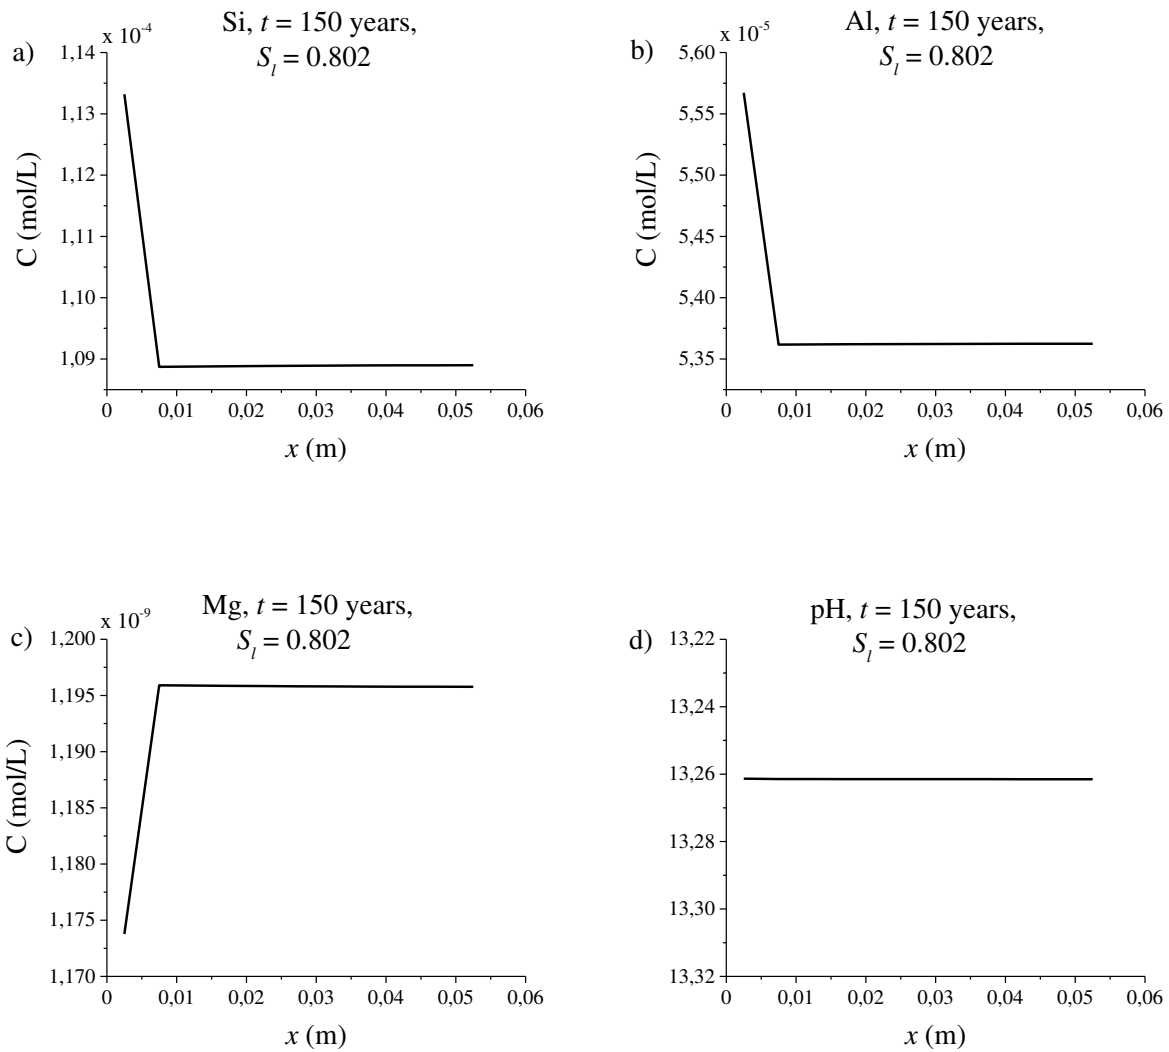 a)
x 10-4
Si, t = 150 years,
Sl = 0.802
1,14
1,13
1,12
1,11
1,10
1,09
C (mol/L)
0 0,01 0,02 0,03 0,04 0,05 0,06
x (m)
b)
x 10-5
Al, t = 150 years,
Sl = 0.802
5,60
5,55
5,50
5,45
5,40
5,35
C (mol/L)
0 0,01 0,02 0,03 0,04 0,05 0,06
x (m)
c)
x 10-9
Mg, t = 150 years,
Sl = 0.802
1,200
1,195
1,190
1,185
1,180
1,175
1,170
C (mol/L)
0 0,01 0,02 0,03 0,04 0,05 0,06
x (m)
d)
pH, t = 150 years,
Sl = 0.802
13,22
13,24
13,26
13,28
13,30
13,32
0 0,01 0,02 0,03 0,04 0,05 0,06
x (m)